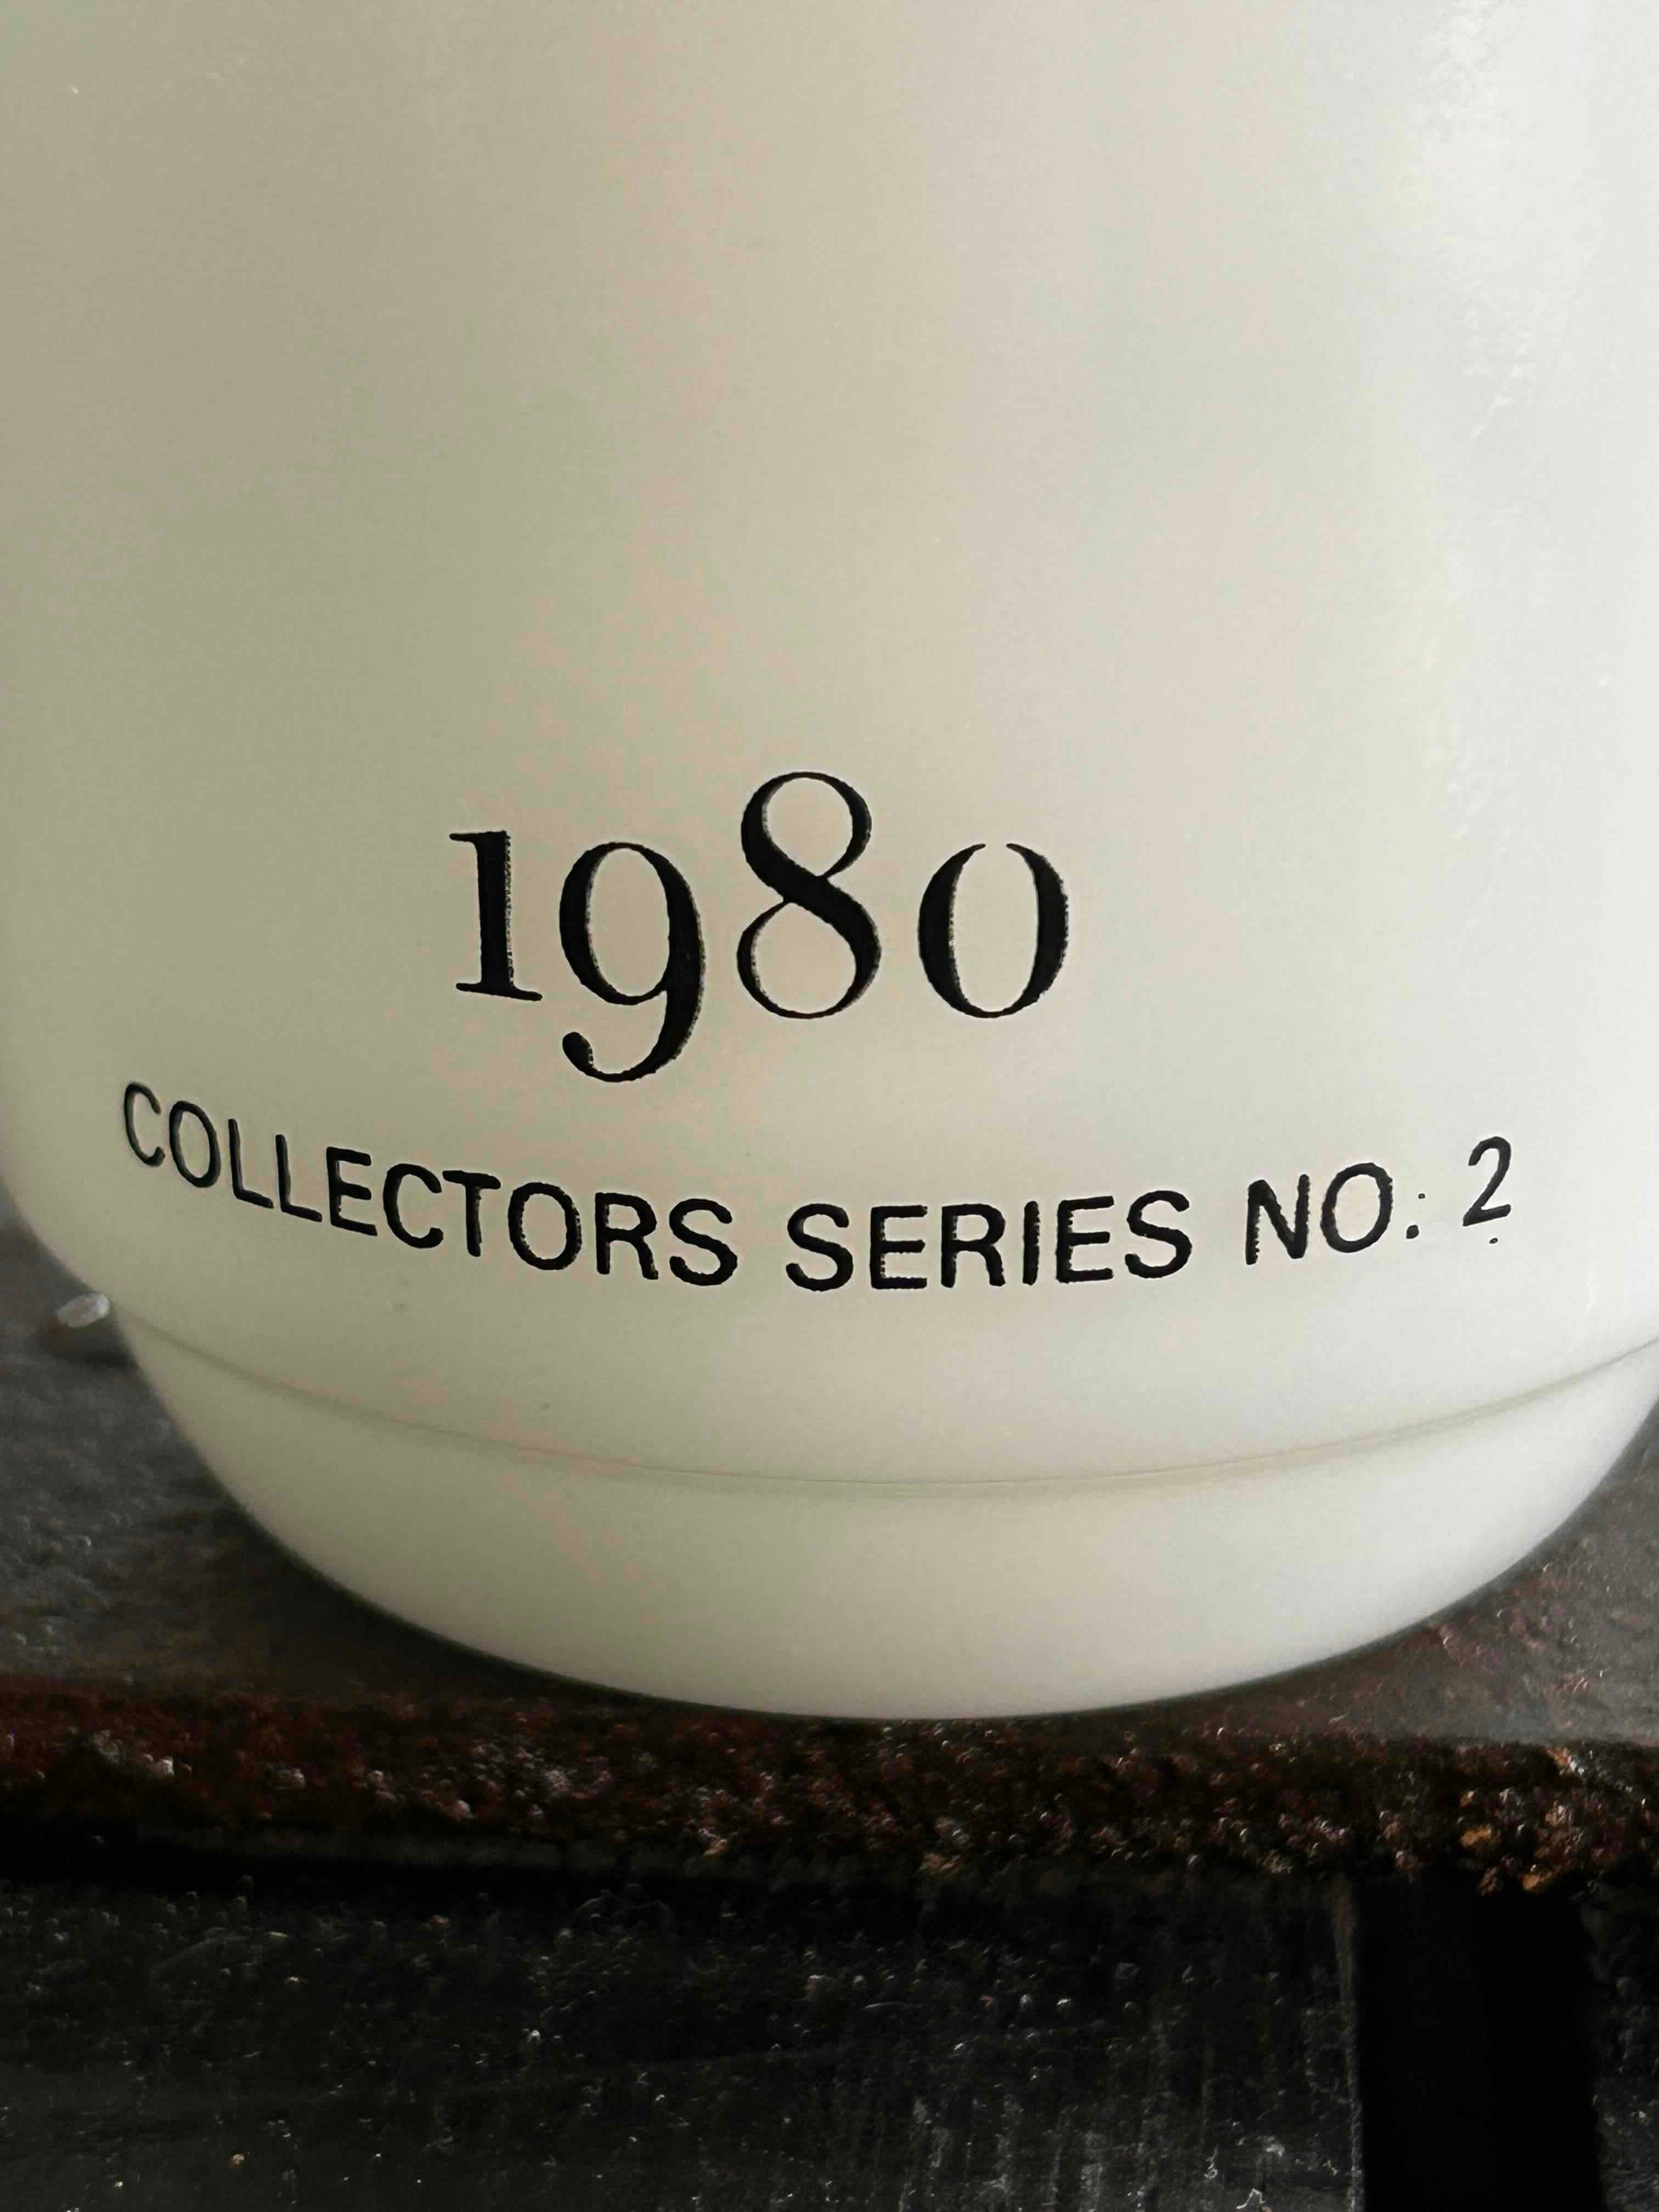 1980
COLLECTORS SERIES NO: 2